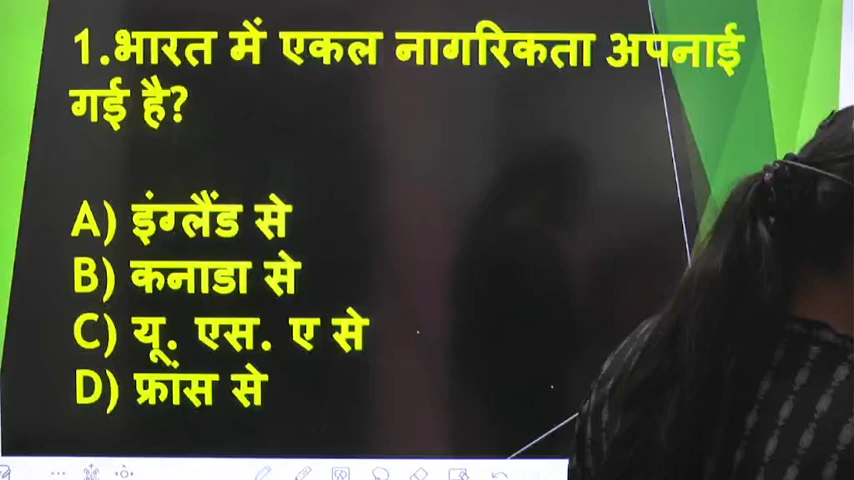 1.भारत में एकल नागरिकता अपनाई
गई है?
A) इंग्लैंड से
B) कनाडा से
C) यू. एस. ए से
D) फ्रांस से